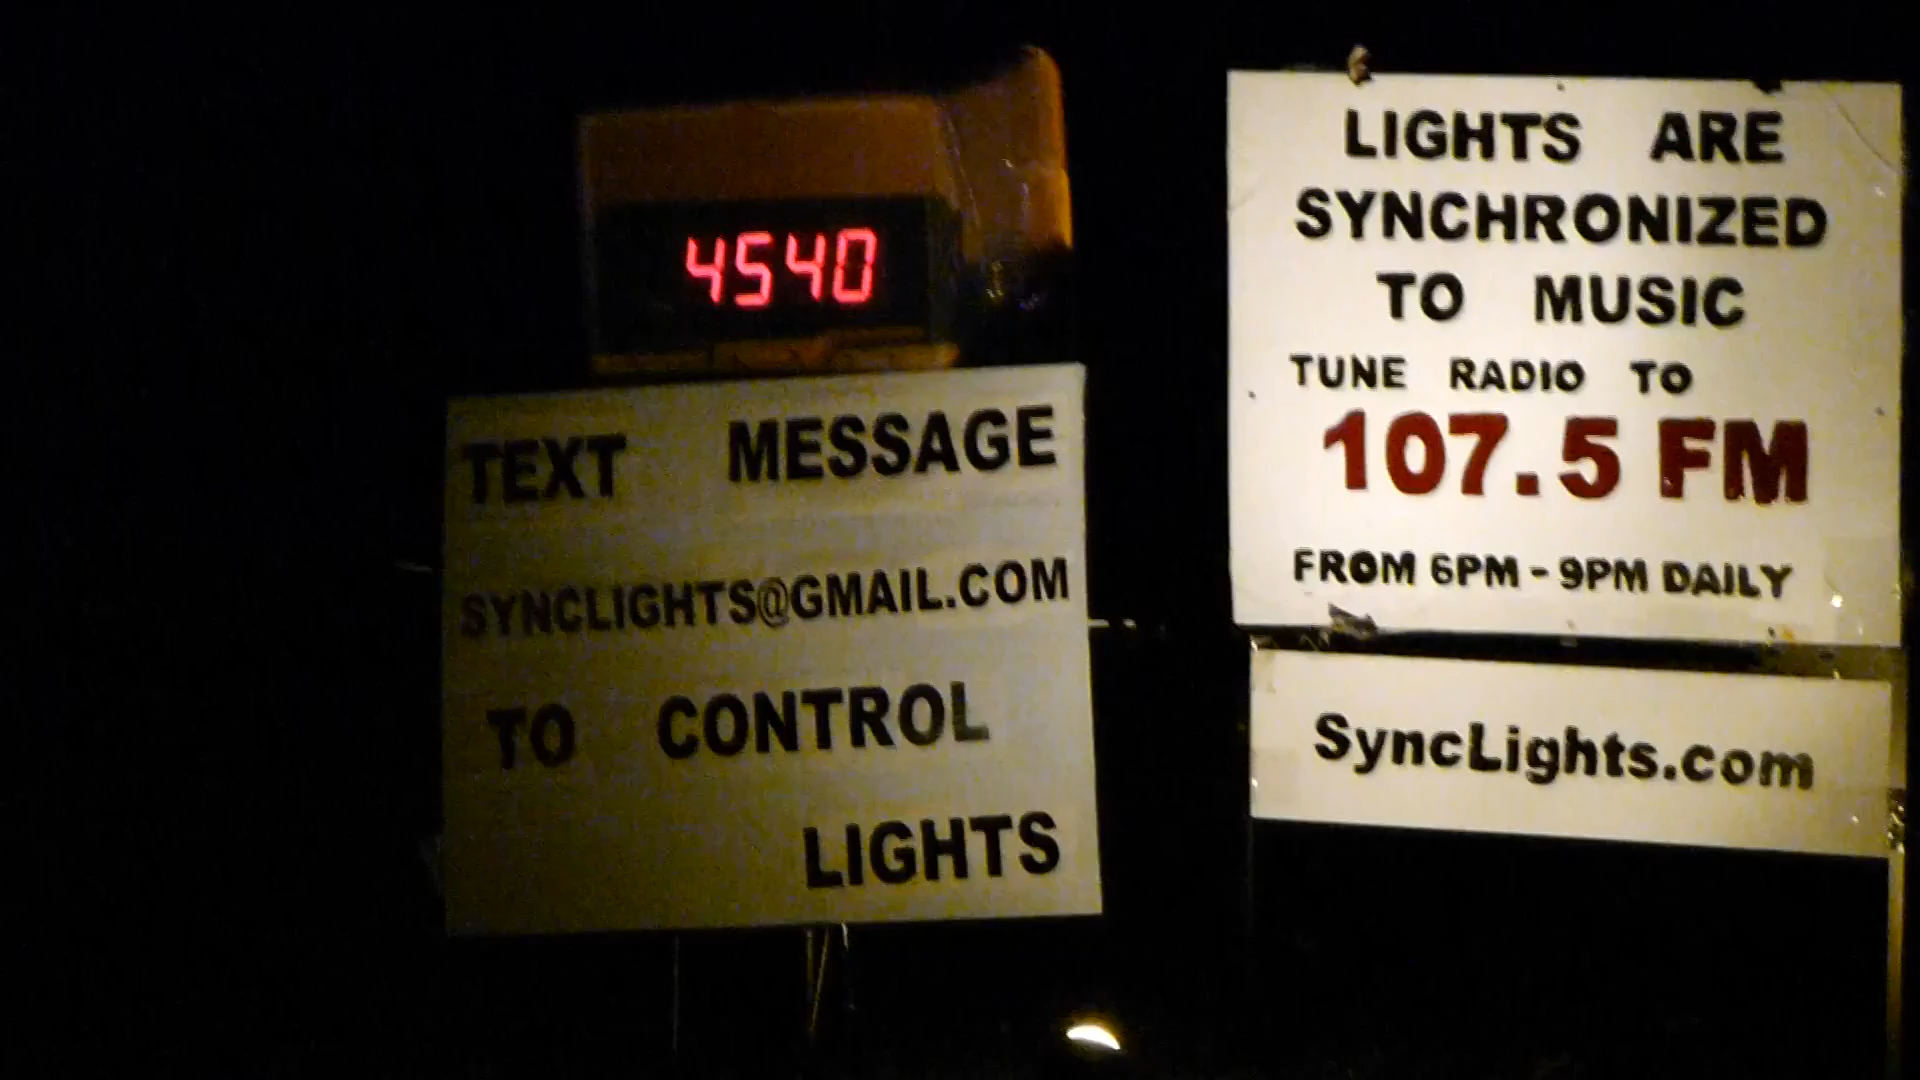 4540
TEXT MESSAGE
SYNCLIGHTS@GMAIL.COM
TO CONTROL
LIGHTS
LIGHTS ARE
SYNCHRONIZED
TO MUSIC
TUNE RADIO TO
107.5 FM
FROM 6PM - 9PM DAILY
SyncLights.com